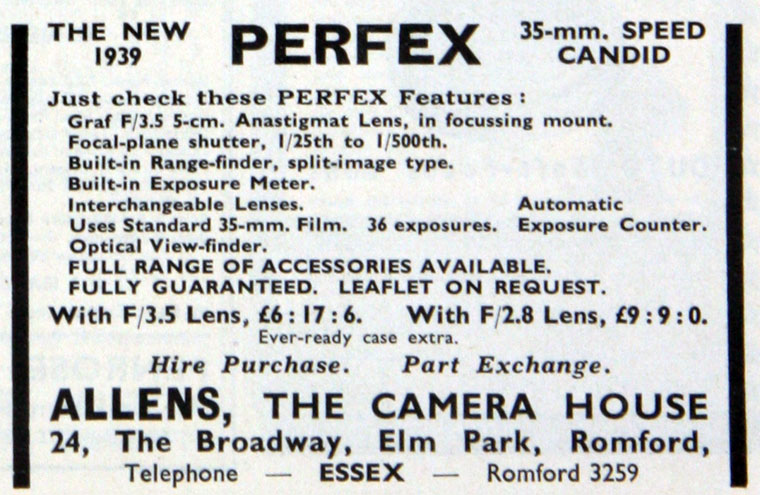 THE NEW 1939 PERFEX 35-mm. SPEED CANDID
Just check these PERFEX Features :
Graf F/3.5 5-cm. Anastigmat Lens, in focussing mount.
Focal-plane shutter, 1/25th to 1/500th.
Built-in Range-finder, split-image type.
Built-in Exposure Meter.
Interchangeable Lenses. Automatic
Uses Standard 35-mm. Film. 36 exposures. Exposure Counter.
Optical View-finder.
FULL RANGE OF ACCESSORIES AVAILABLE.
FULLY GUARANTEED. LEAFLET ON REQUEST.
With F/3.5 Lens, £6 : 17 : 6. With F/2.8 Lens, £9 : 9 : 0.
Ever-ready case extra.
Hire Purchase. Part Exchange.
ALLENS, THE CAMERA HOUSE
24, The Broadway, Elm Park, Romford,
Telephone — ESSEX — Romford 3259